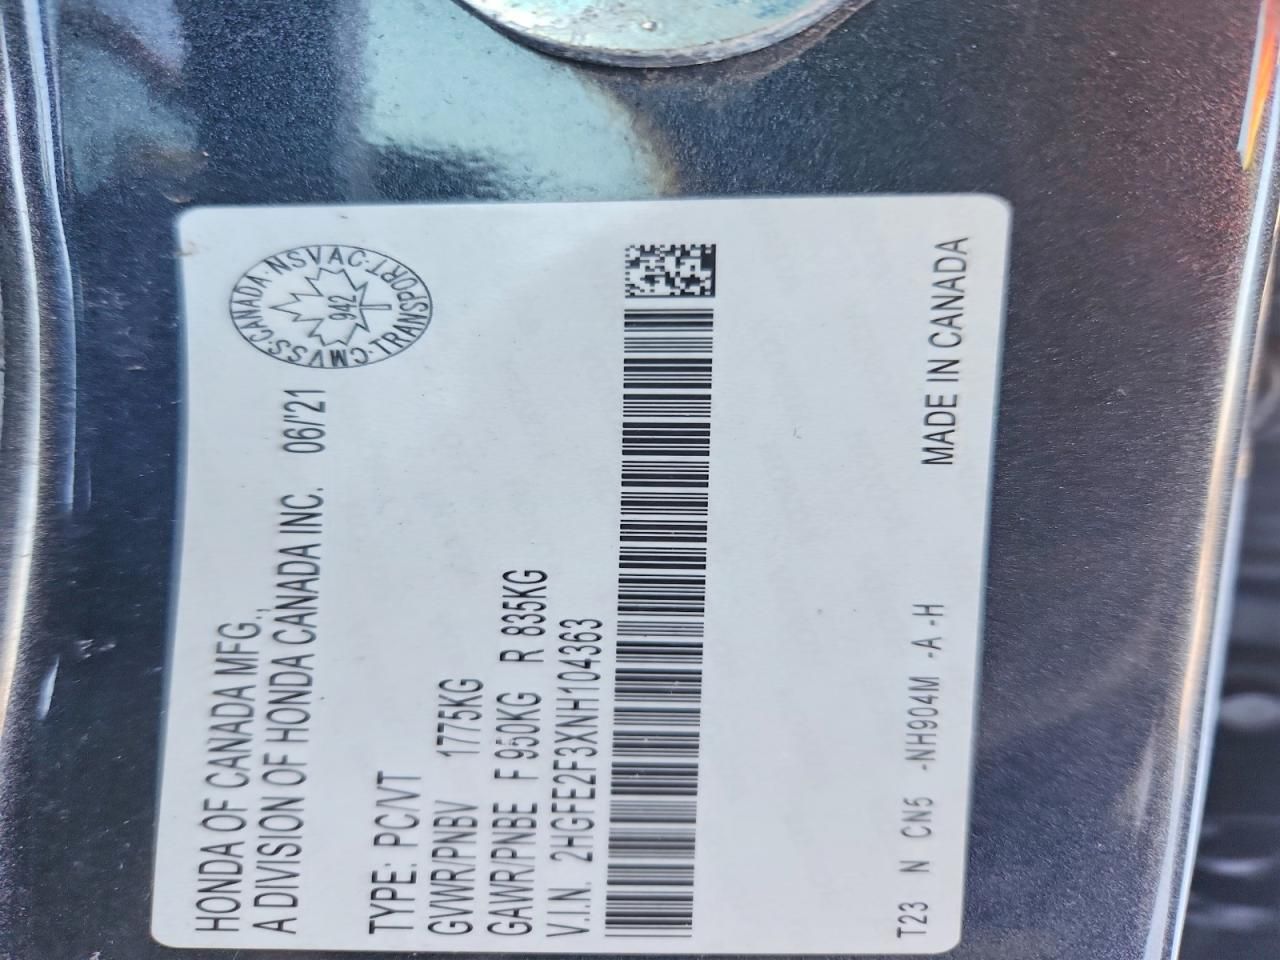 HONDA OF CANADA MFG.,
A DIVISION OF HONDA CANADA INC. 06/'21
CANADA·NSVAC·TRANSPORT·CMVSS·
942
TYPE: PC/VT
GVWR/PNBV 1775KG
GAWR/PNBE F 950KG R 835KG
V.I.N. 2HGFE2F3XNH104363
T23 N CN5 -NH904M -A -H MADE IN CANADA